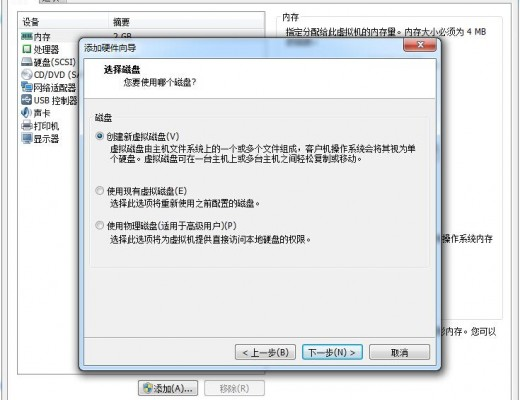 设备
摘要
内存
2 GB
处理器
硬盘(SCSI)
CD/DVD (SA
网络适配器
USB 控制器
声卡
打印机
显示器
内存
指定分配给此虚拟机的内存量。内存大小必须为 4 MB
添加硬件向导
选择磁盘
您要使用哪个磁盘?
磁盘
创建新虚拟磁盘(V)
虚拟磁盘由主机文件系统上的一个或多个文件组成，客户机操作系统会将其视为单
个硬盘。虚拟磁盘可在一台主机上或多台主机之间轻松复制或移动。
使用现有虚拟磁盘(E)
选择此选项将重新使用之前配置的磁盘。
使用物理磁盘(适用于高级用户)(P)
选择此选项将为虚拟机提供直接访问本地硬盘的权限。
操作系统内存
内存。您可以
< 上一步(B)
下一步(N) >
取消
添加(A)...
移除(R)